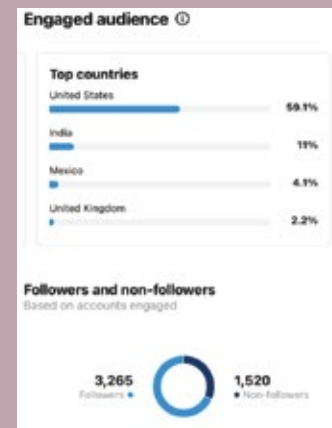 Engaged audience
Top countries
United States
59.1%
India
11%
Mexico
4.1%
United Kingdom
2.2%
Followers and non-followers
Based on accounts engaged
3,265
Followers
1,520
Non-followers